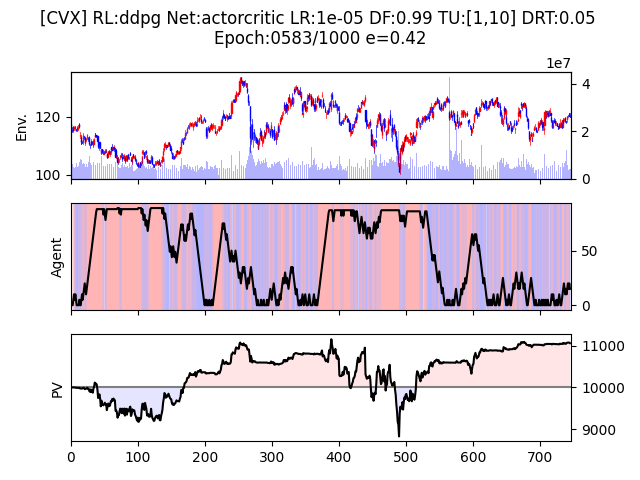 [CVX] RL:ddpg Net:actorcritic LR:1e-05 DF:0.99 TU:[1,10] DRT:0.05
Epoch:0583/1000 e=0.42
1e7
Env.
120
100
4
2
0
Agent
50
0
PV
11000
10000
9000
0 100 200 300 400 500 600 700